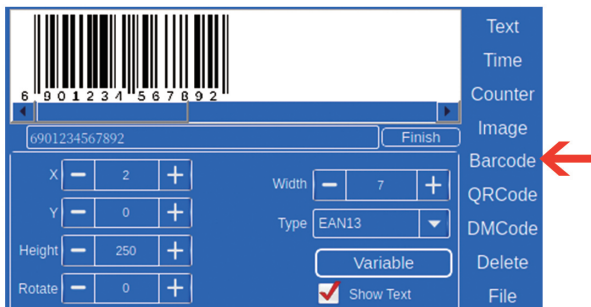 6 901234 567892
6901234567892 Finish
X - 2 +
Y - 0 +
Height - 250 +
Rotate - 0 +
Width - 7 +
Type EAN13
Variable
Show Text
Text
Time
Counter
Image
Barcode
QRCode
DMCode
Delete
File